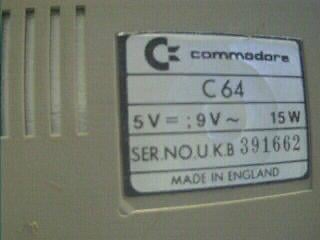 commodore
C64
5V = ; 9V ~ 15W
SER.NO.U.K.B 391662
MADE IN ENGLAND